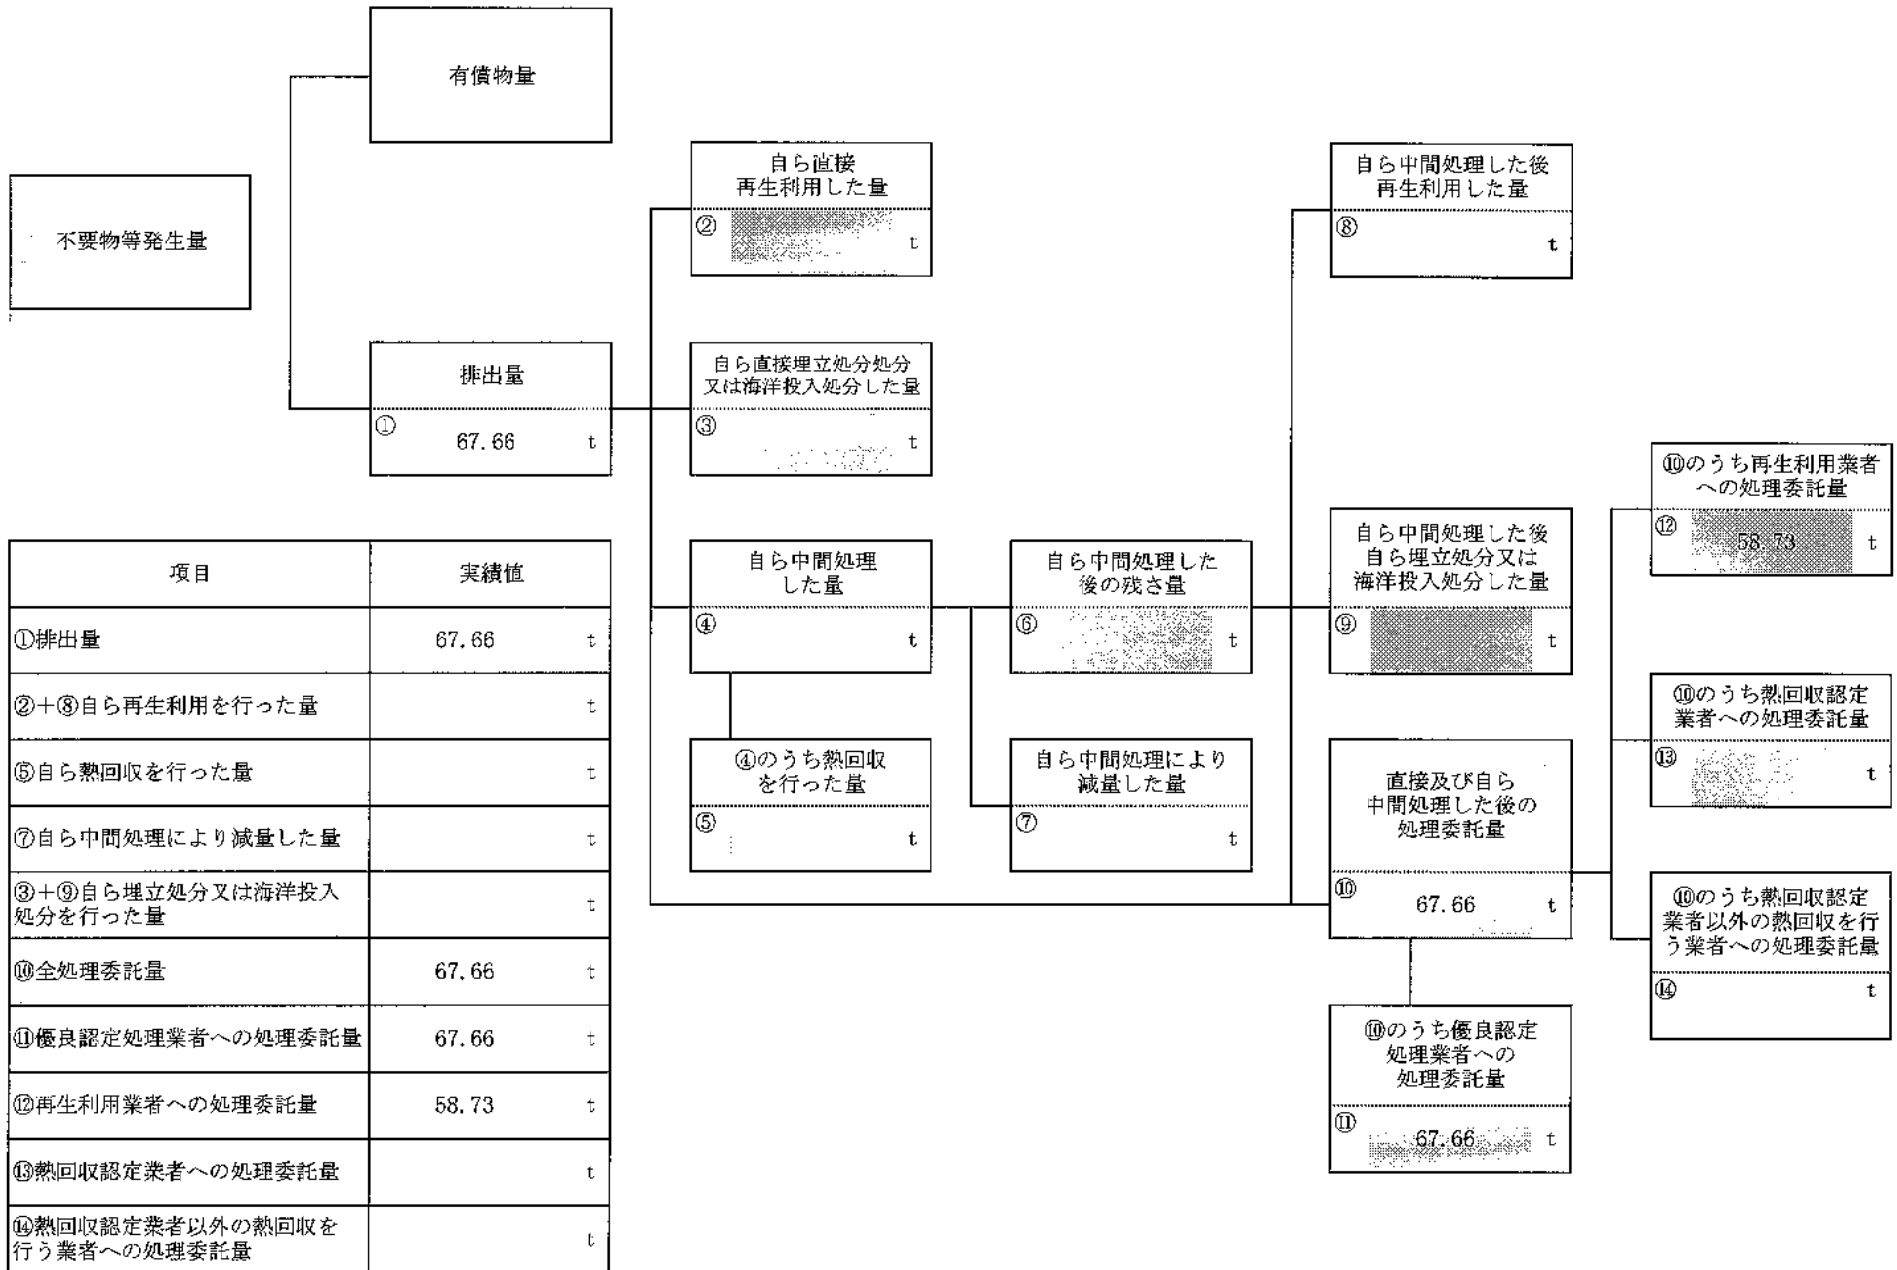 有償物量
不要物等発生量
排出量
①
67.66 t
自ら直接
再生利用した量
②
t
自ら直接埋立処分処分
又は海洋投入処分した量
③
t
自ら中間処理
した量
④
t
④のうち熱回収
を行った量
⑤
t
自ら中間処理した
後の残さ量
⑥
t
自ら中間処理により
減量した量
⑦
t
自ら中間処理した後
再生利用した量
⑧
t
自ら中間処理した後
自ら埋立処分又は
海洋投入処分した量
⑨
t
直接及び自ら
中間処理した後の
処理委託量
⑩
67.66 t
⑩のうち優良認定
処理業者への
処理委託量
⑪
67.66 t
⑩のうち再生利用業者
への処理委託量
⑫
58.73 t
⑩のうち熱回収認定
業者への処理委託量
⑬
t
⑩のうち熱回収認定
業者以外の熱回収を行
う業者への処理委託量
⑭
t
項目 実績値
①排出量 67.66 t
②+⑧自ら再生利用を行った量 t
⑤自ら熱回収を行った量 t
⑦自ら中間処理により減量した量 t
③+⑨自ら埋立処分又は海洋投入
処分を行った量 t
⑩全処理委託量 67.66 t
⑪優良認定処理業者への処理委託量 67.66 t
⑫再生利用業者への処理委託量 58.73 t
⑬熱回収認定業者への処理委託量 t
⑭熱回収認定業者以外の熱回収を
行う業者への処理委託量 t